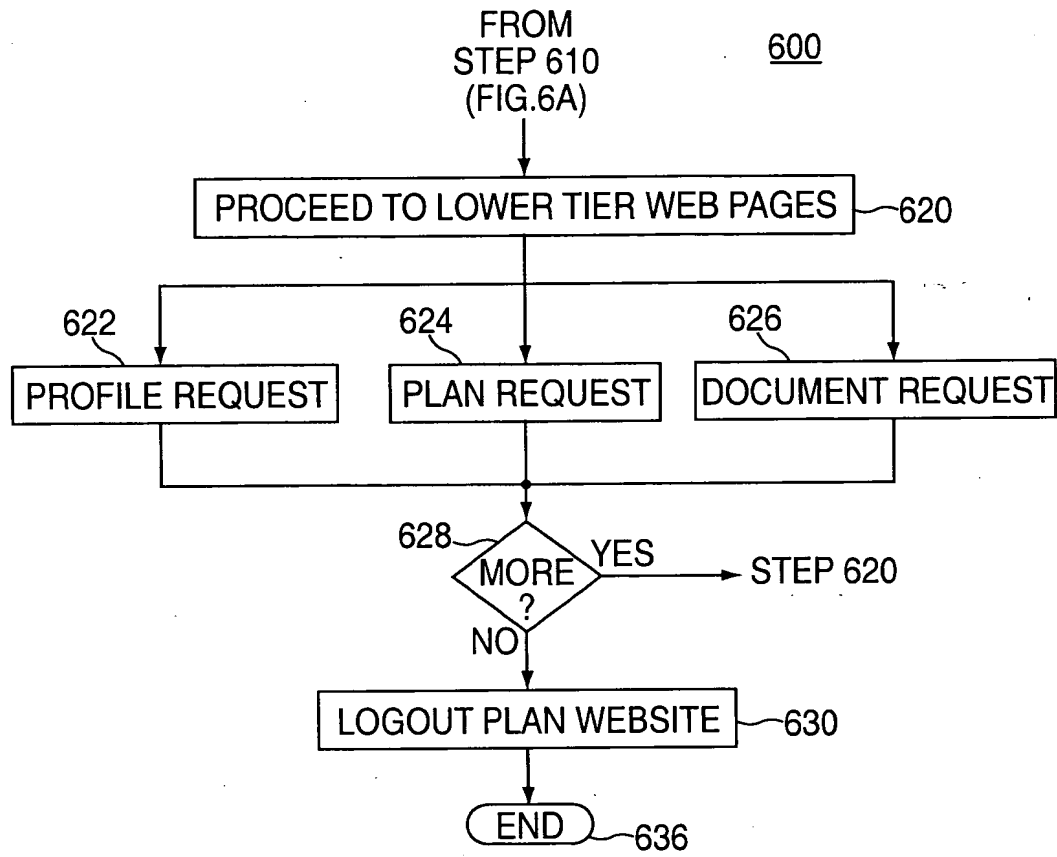 FROM
STEP 610
(FIG.6A)
600
PROCEED TO LOWER TIER WEB PAGES
620
622
624
626
PROFILE REQUEST
PLAN REQUEST
DOCUMENT REQUEST
628
MORE
?
YES
STEP 620
NO
LOGOUT PLAN WEBSITE
630
END
636